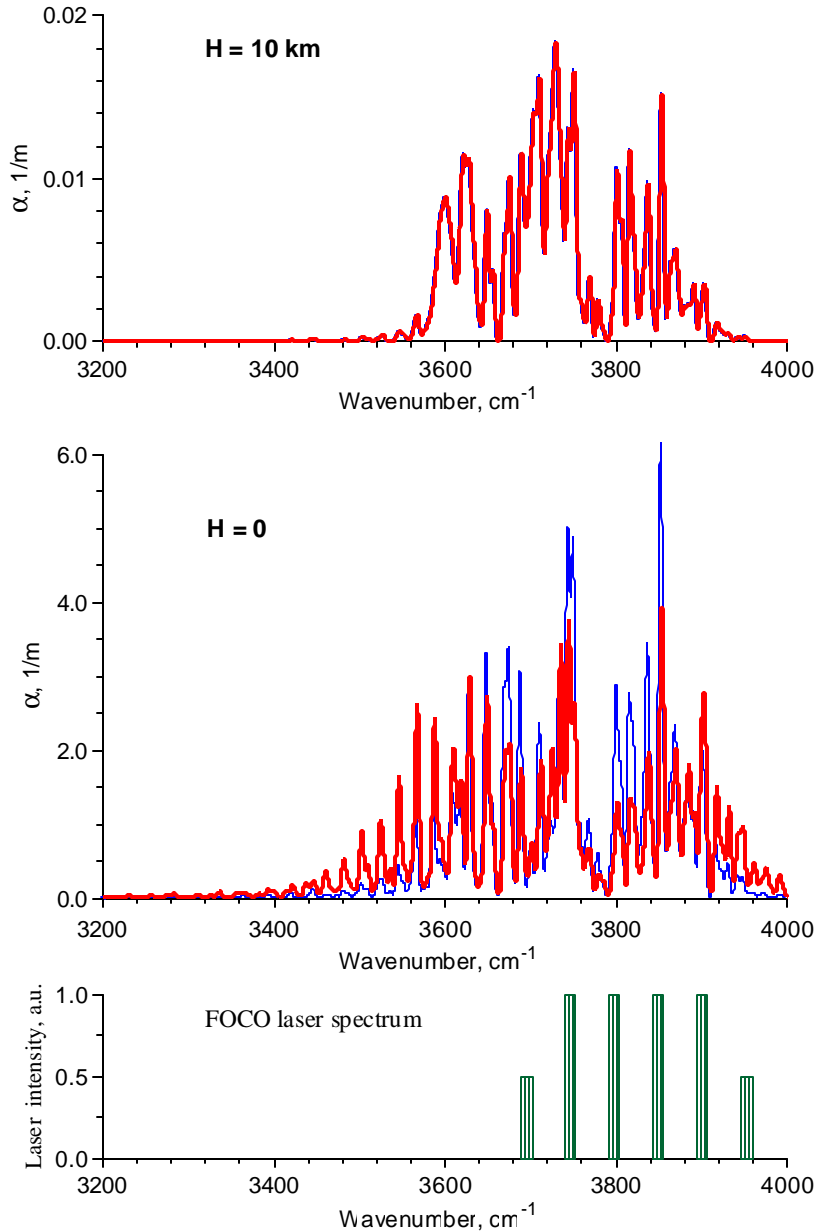 0.02
H = 10 km
0.01
α, 1/m
0.00
3200 3400 3600 3800 4000
Wavenumber, cm⁻¹
6.0
H = 0
4.0
α, 1/m
2.0
0.0
3200 3400 3600 3800 4000
Wavenumber, cm⁻¹
1.0
FOCO laser spectrum
Laser intensity, a.u.
0.5
0.0
3200 3400 3600 3800 4000
Wavenumber, cm⁻¹